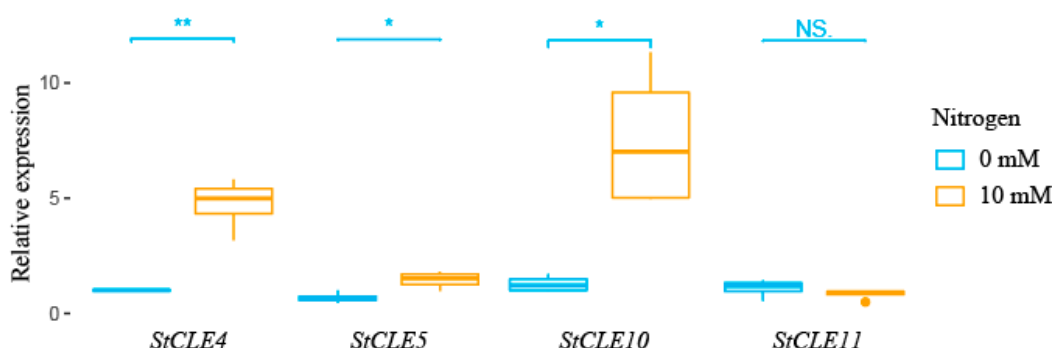 ** * * NS.
10
5
0
Relative expression
StCLE4 StCLE5 StCLE10 StCLE11
Nitrogen
0 mM
10 mM